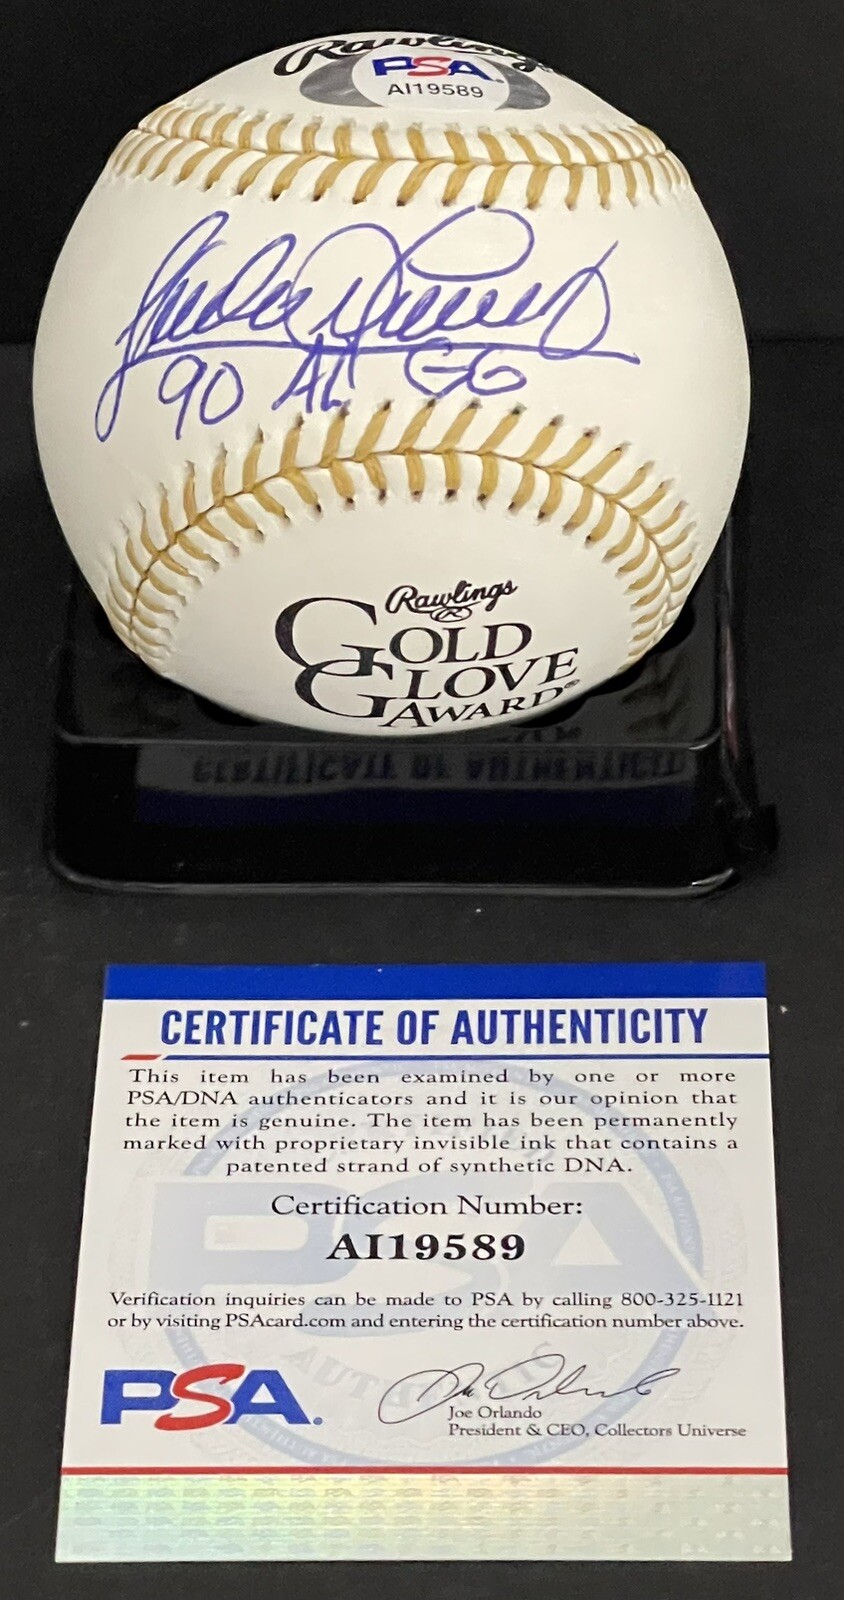 Rawlings
PSA
AI19589
90 AL GG
Rawlings
R
GOLD
GLOVE
AWARD®
CERTIFICATE OF AUTHENTICITY
CERTIFICATE OF AUTHENTICITY
This item has been examined by one or more
PSA/DNA authenticators and it is our opinion that
the item is genuine. The item has been permanently
marked with proprietary invisible ink that contains a
patented strand of synthetic DNA.
Certification Number:
AI19589
Verification inquiries can be made to PSA by calling 800-325-1121
or by visiting PSAcard.com and entering the certification number above.
PSA.
Joe Orlando
President & CEO, Collectors Universe